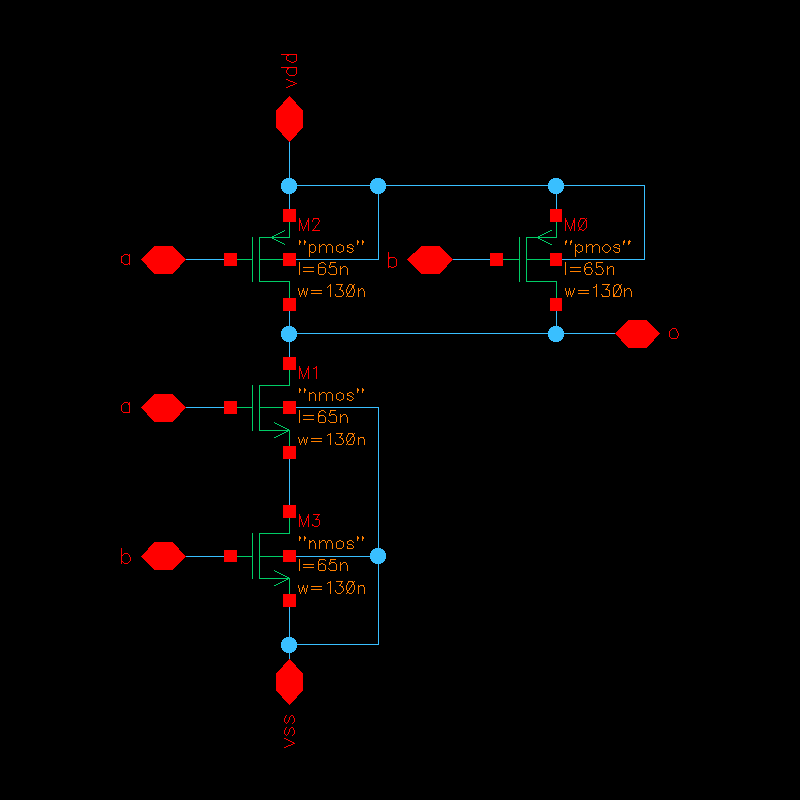 vdd
M2
"pmos"
l=65n
w=130n
a
M0
"pmos"
l=65n
w=130n
b
o
M1
"nmos"
l=65n
w=130n
a
M3
"nmos"
l=65n
w=130n
b
vss